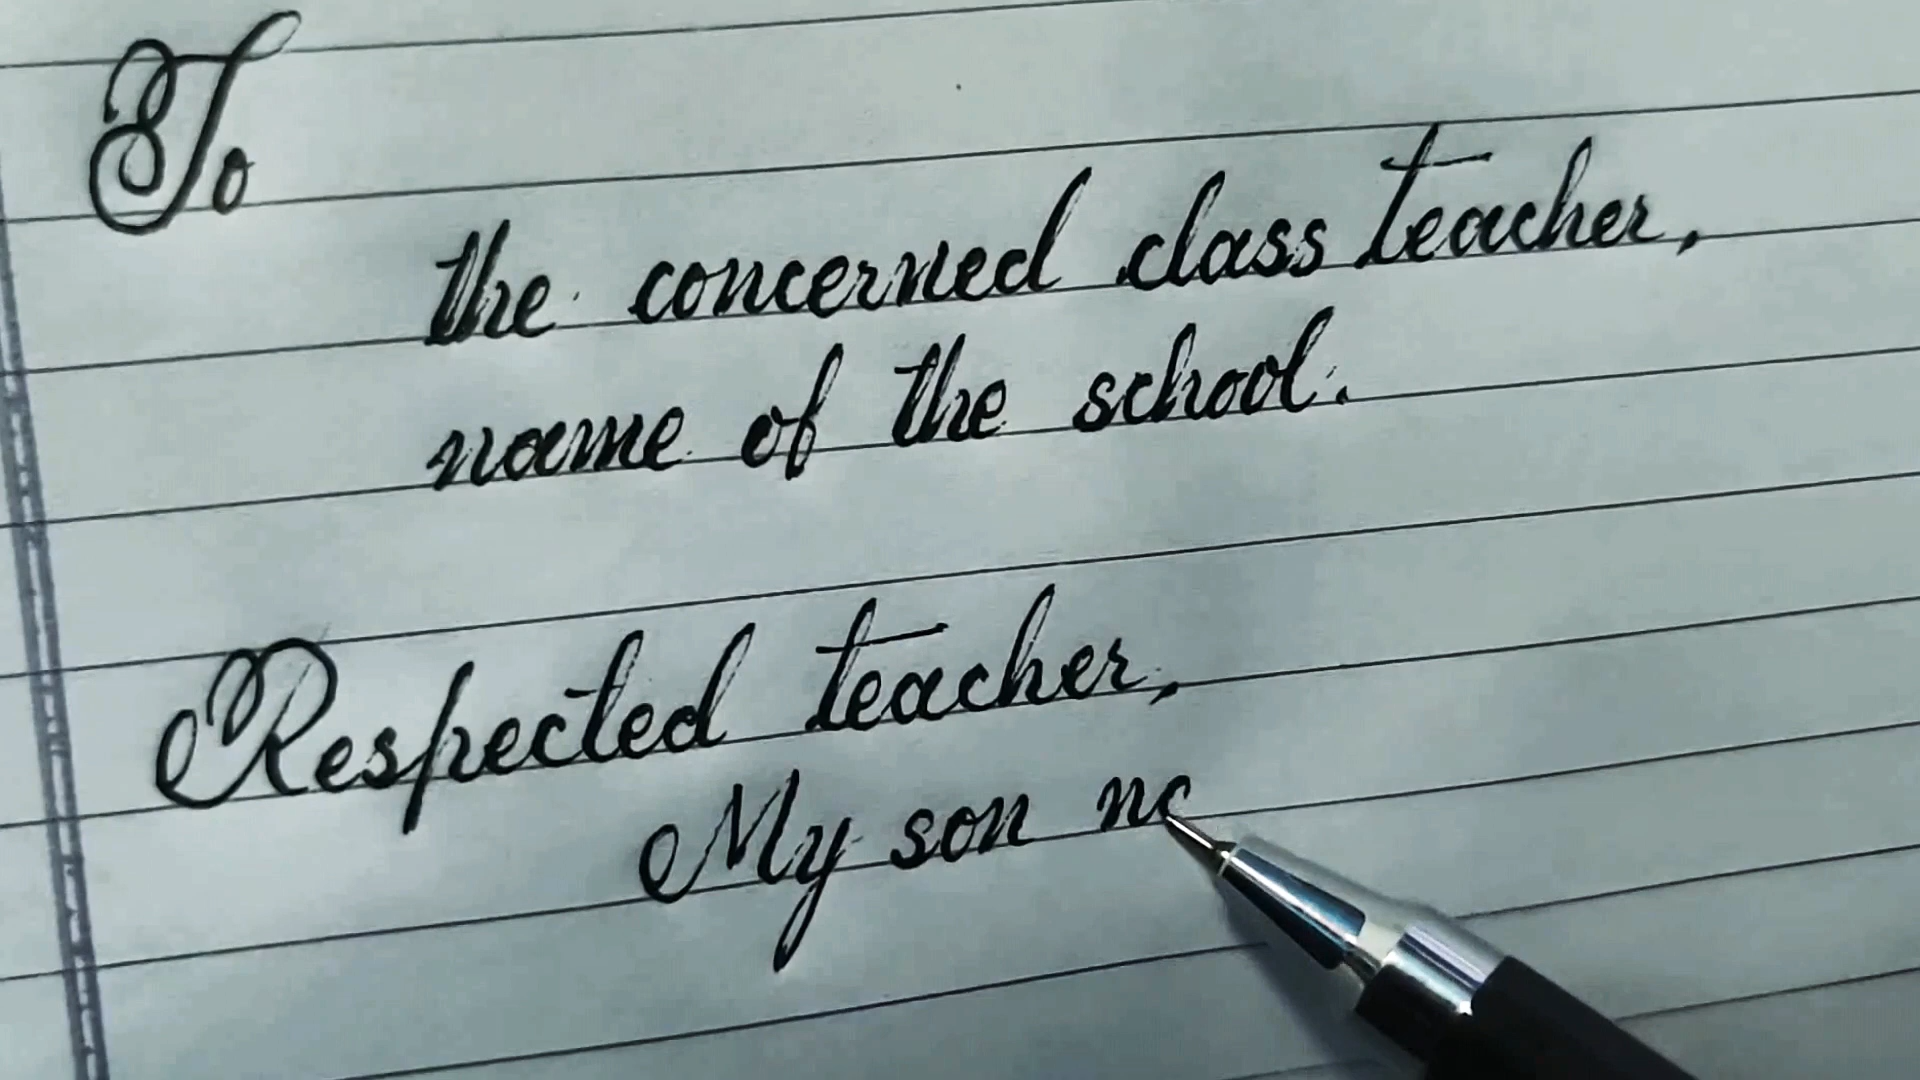 To
the concerned class teacher,
name of the school.
Respected teacher,
My son